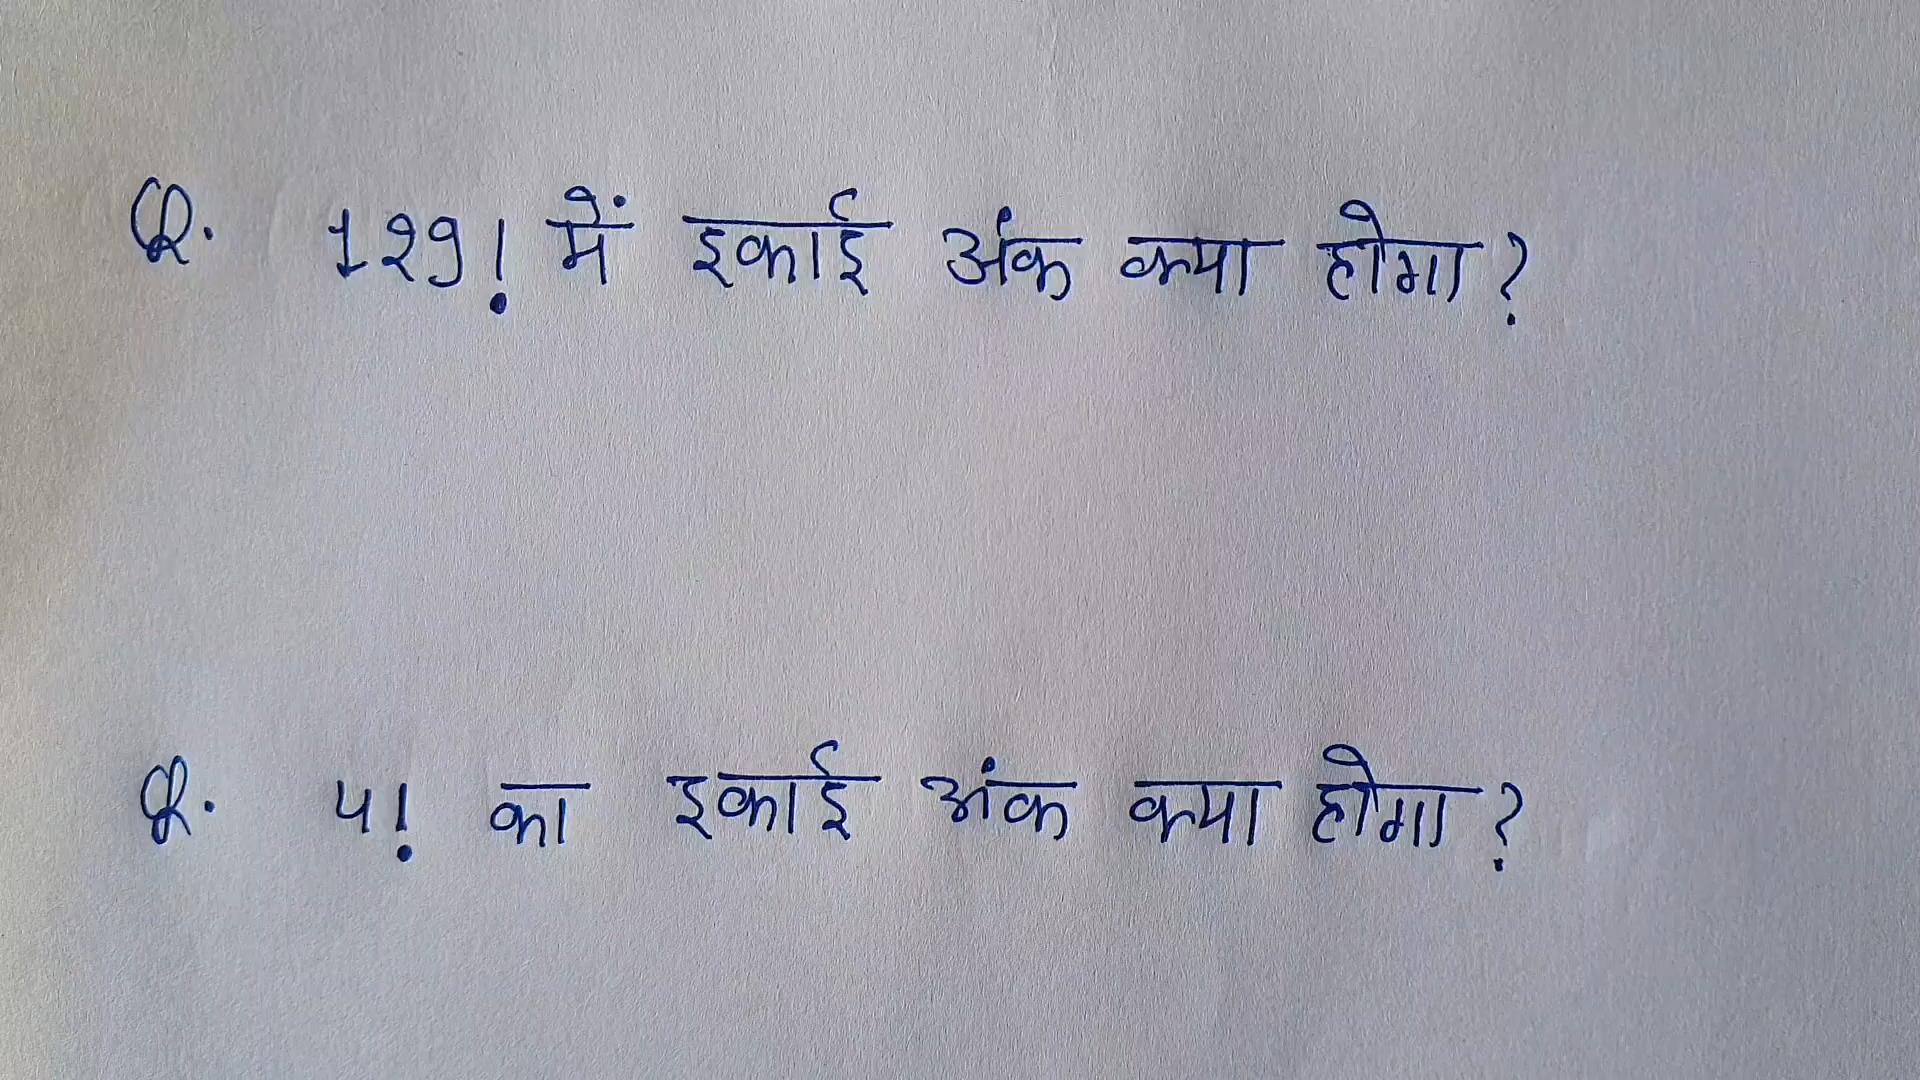 Q. 129! में इकाई अंक क्या होगा?
Q. 4! का इकाई अंक क्या होगा?